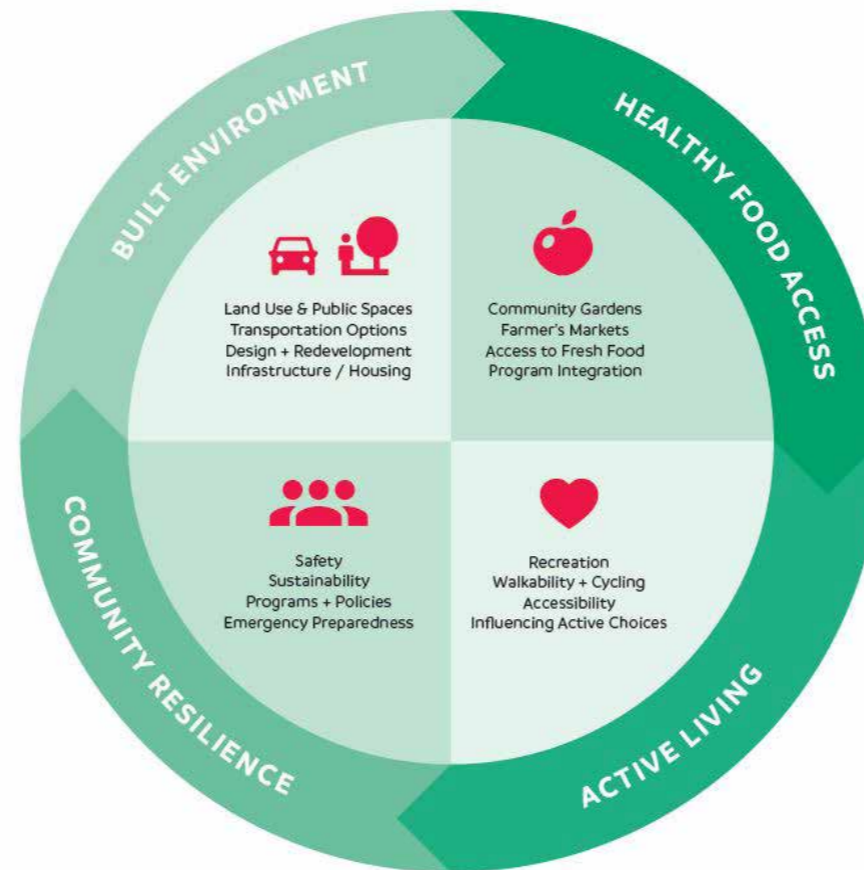 BUILT ENVIRONMENT
HEALTHY FOOD ACCESS
Land Use & Public Spaces
Transportation Options
Design + Redevelopment
Infrastructure / Housing
Community Gardens
Farmer's Markets
Access to Fresh Food
Program Integration
Safety
Sustainability
Programs + Policies
Emergency Preparedness
Recreation
Walkability + Cycling
Accessibility
Influencing Active Choices
COMMUNITY RESILIENCE
ACTIVE LIVING